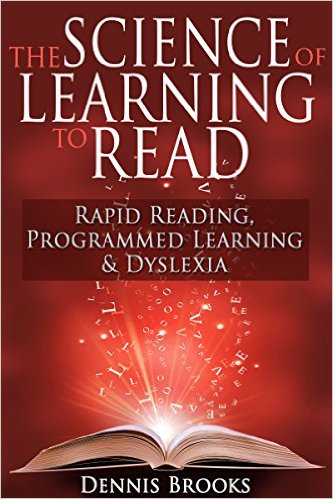 THE SCIENCE OF
LEARNING
TO READ
RAPID READING,
PROGRAMMED LEARNING
& DYSLEXIA
DENNIS BROOKS